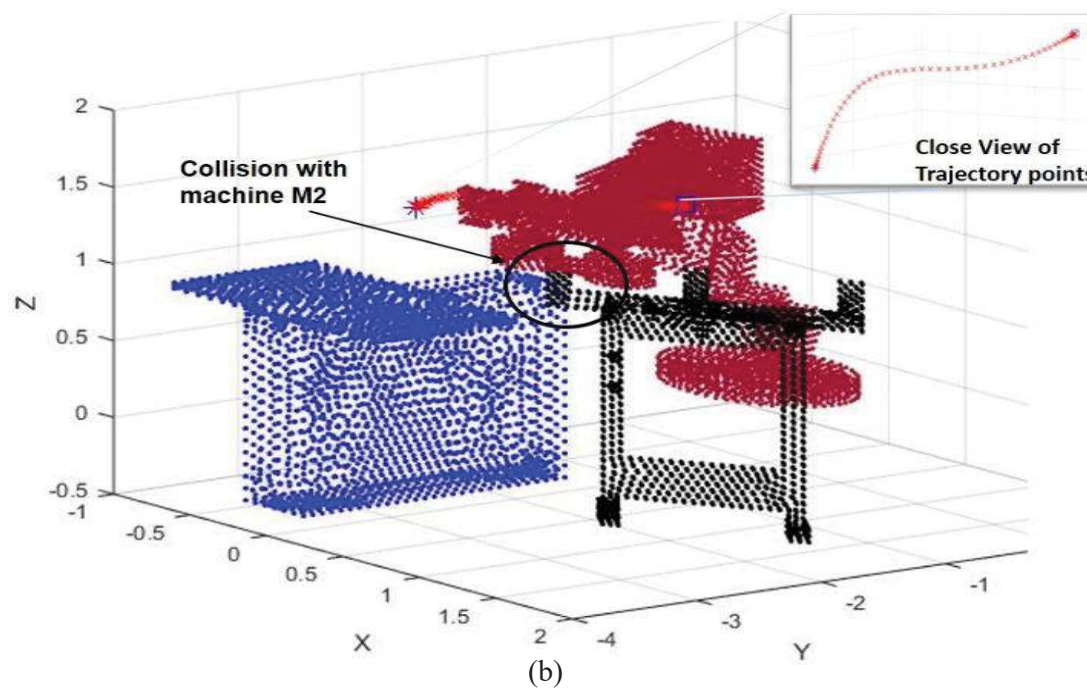 Close View of
Trajectory points
Collision with
machine M2
2
1.5
1
0.5
0
-0.5
Z
-1
-0.5
0
0.5
1
1.5
2
X
-4
-3
-2
-1
Y
(b)